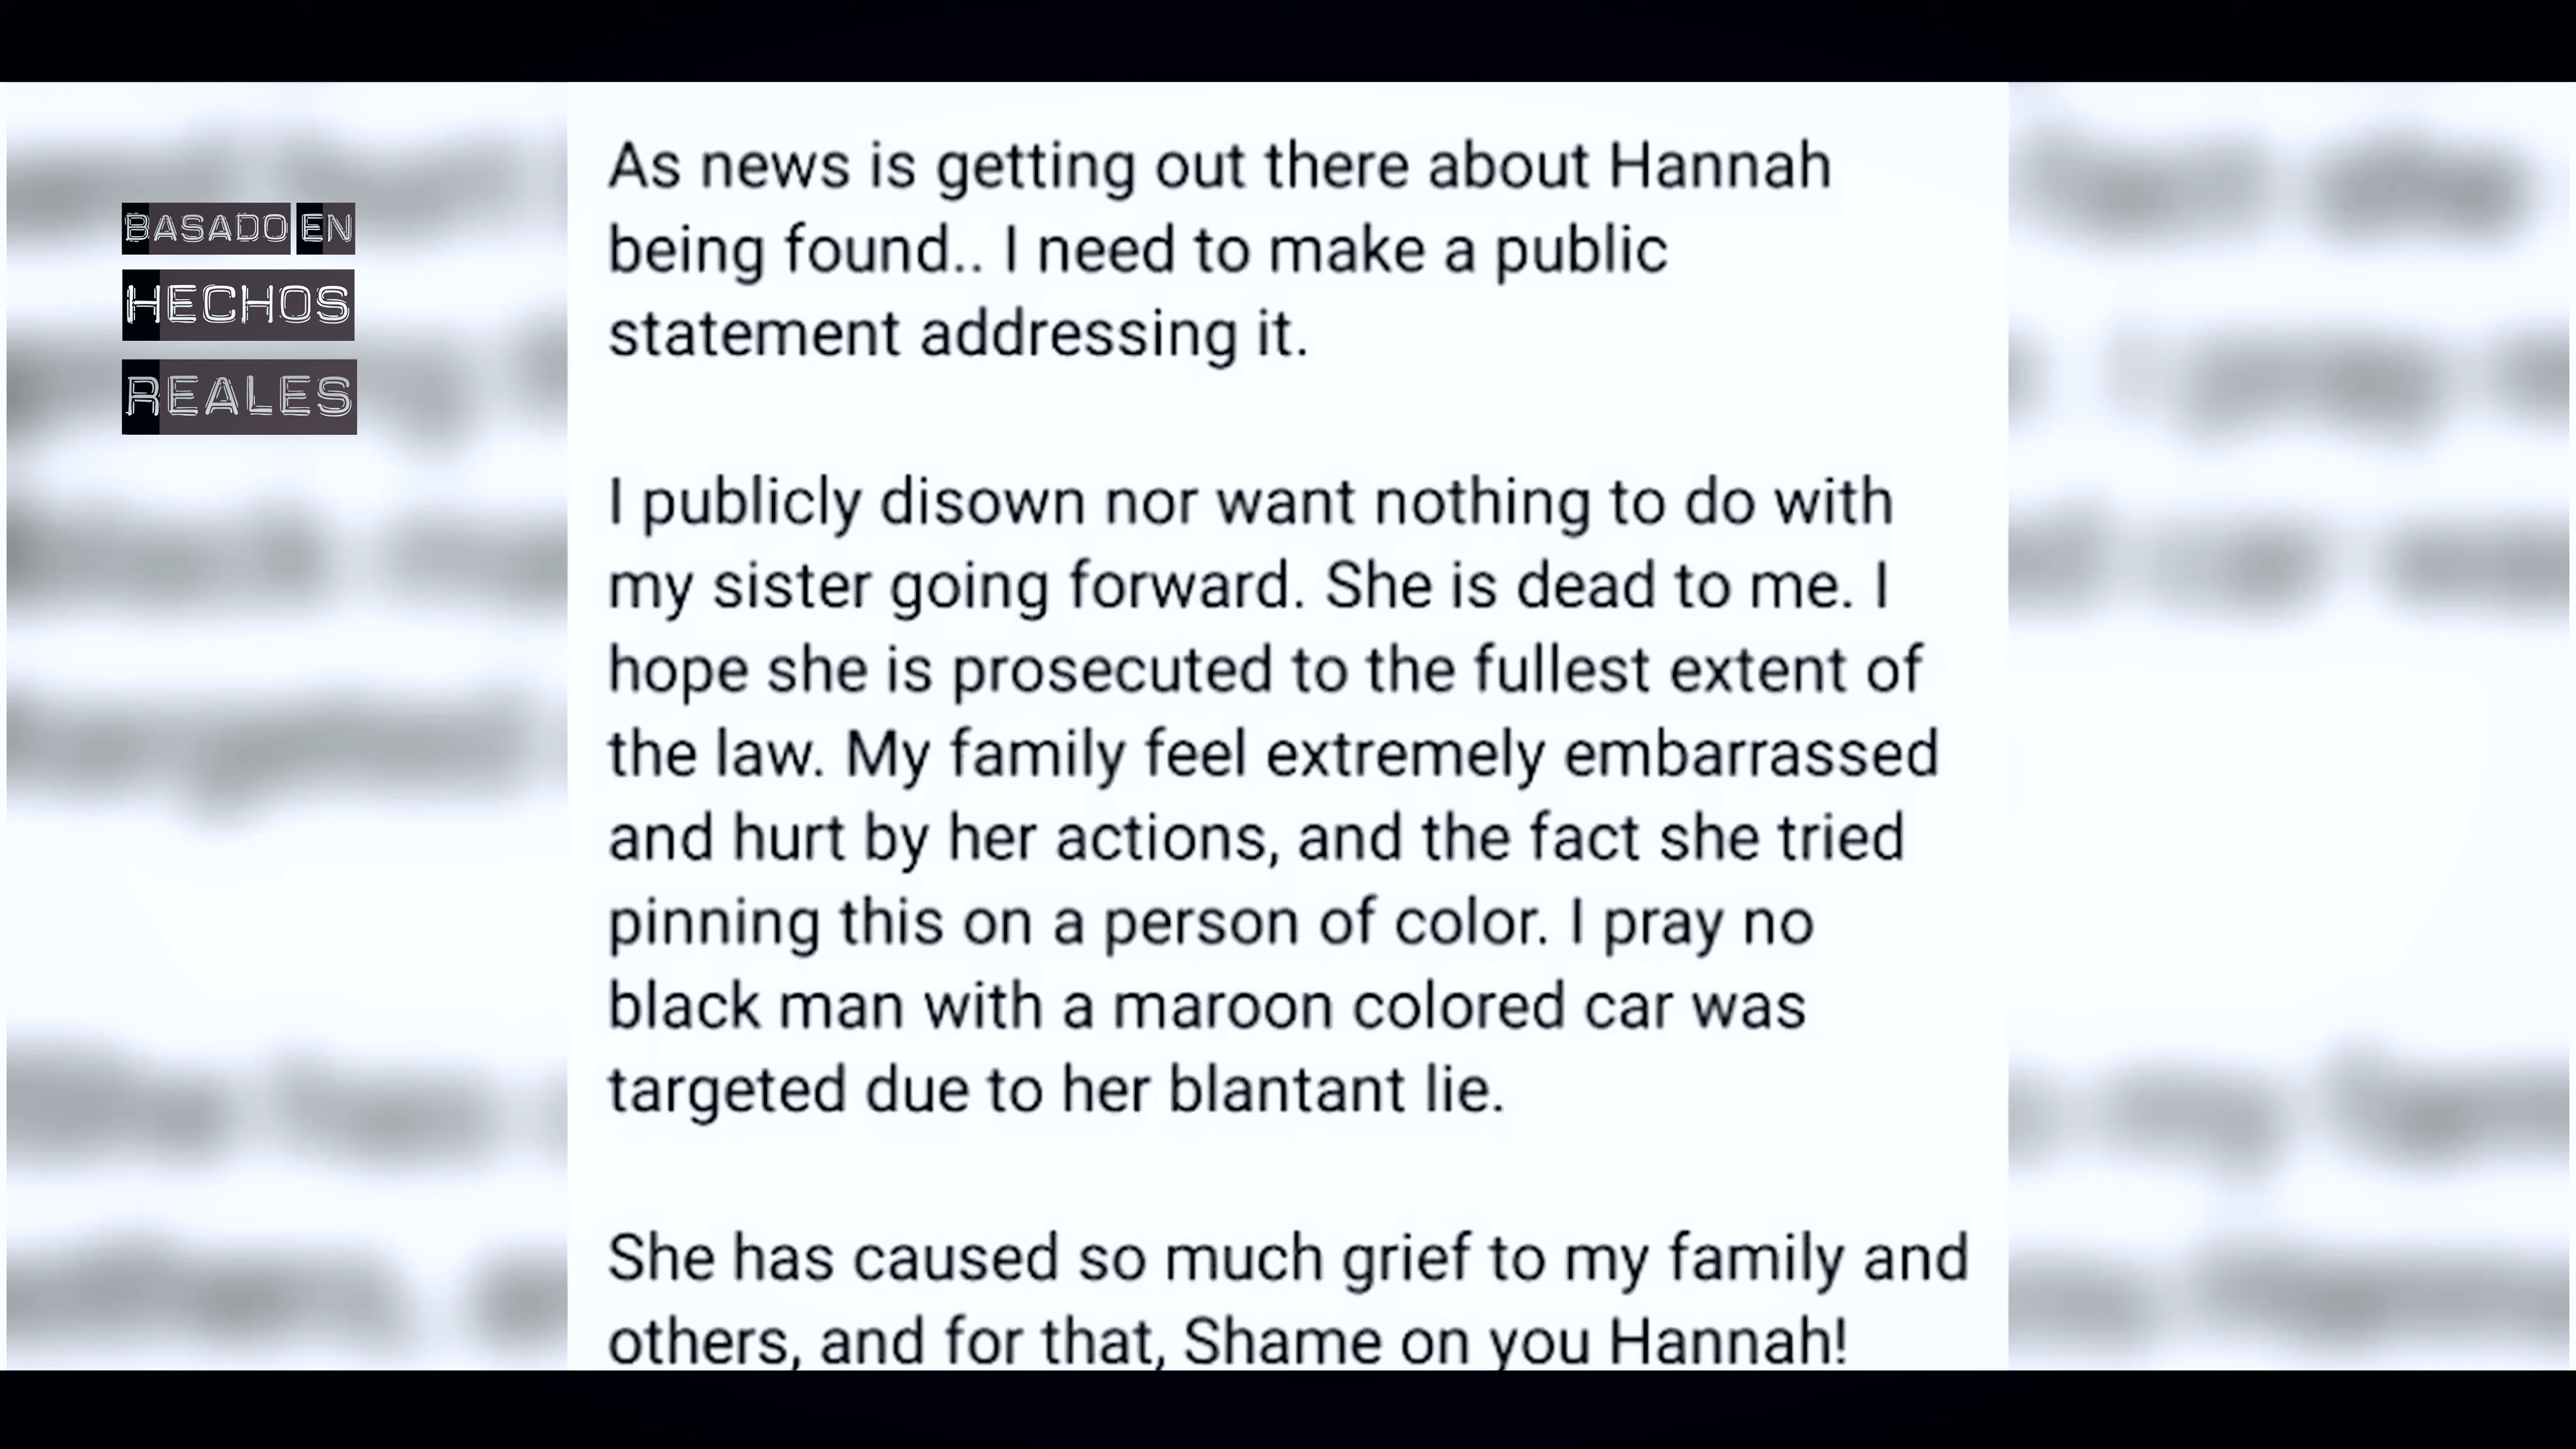 BASADO EN
HECHOS
REALES
As news is getting out there about Hannah
being found.. I need to make a public
statement addressing it.
I publicly disown nor want nothing to do with
my sister going forward. She is dead to me. I
hope she is prosecuted to the fullest extent of
the law. My family feel extremely embarrassed
and hurt by her actions, and the fact she tried
pinning this on a person of color. I pray no
black man with a maroon colored car was
targeted due to her blantant lie.
She has caused so much grief to my family and
others, and for that, Shame on you Hannah!